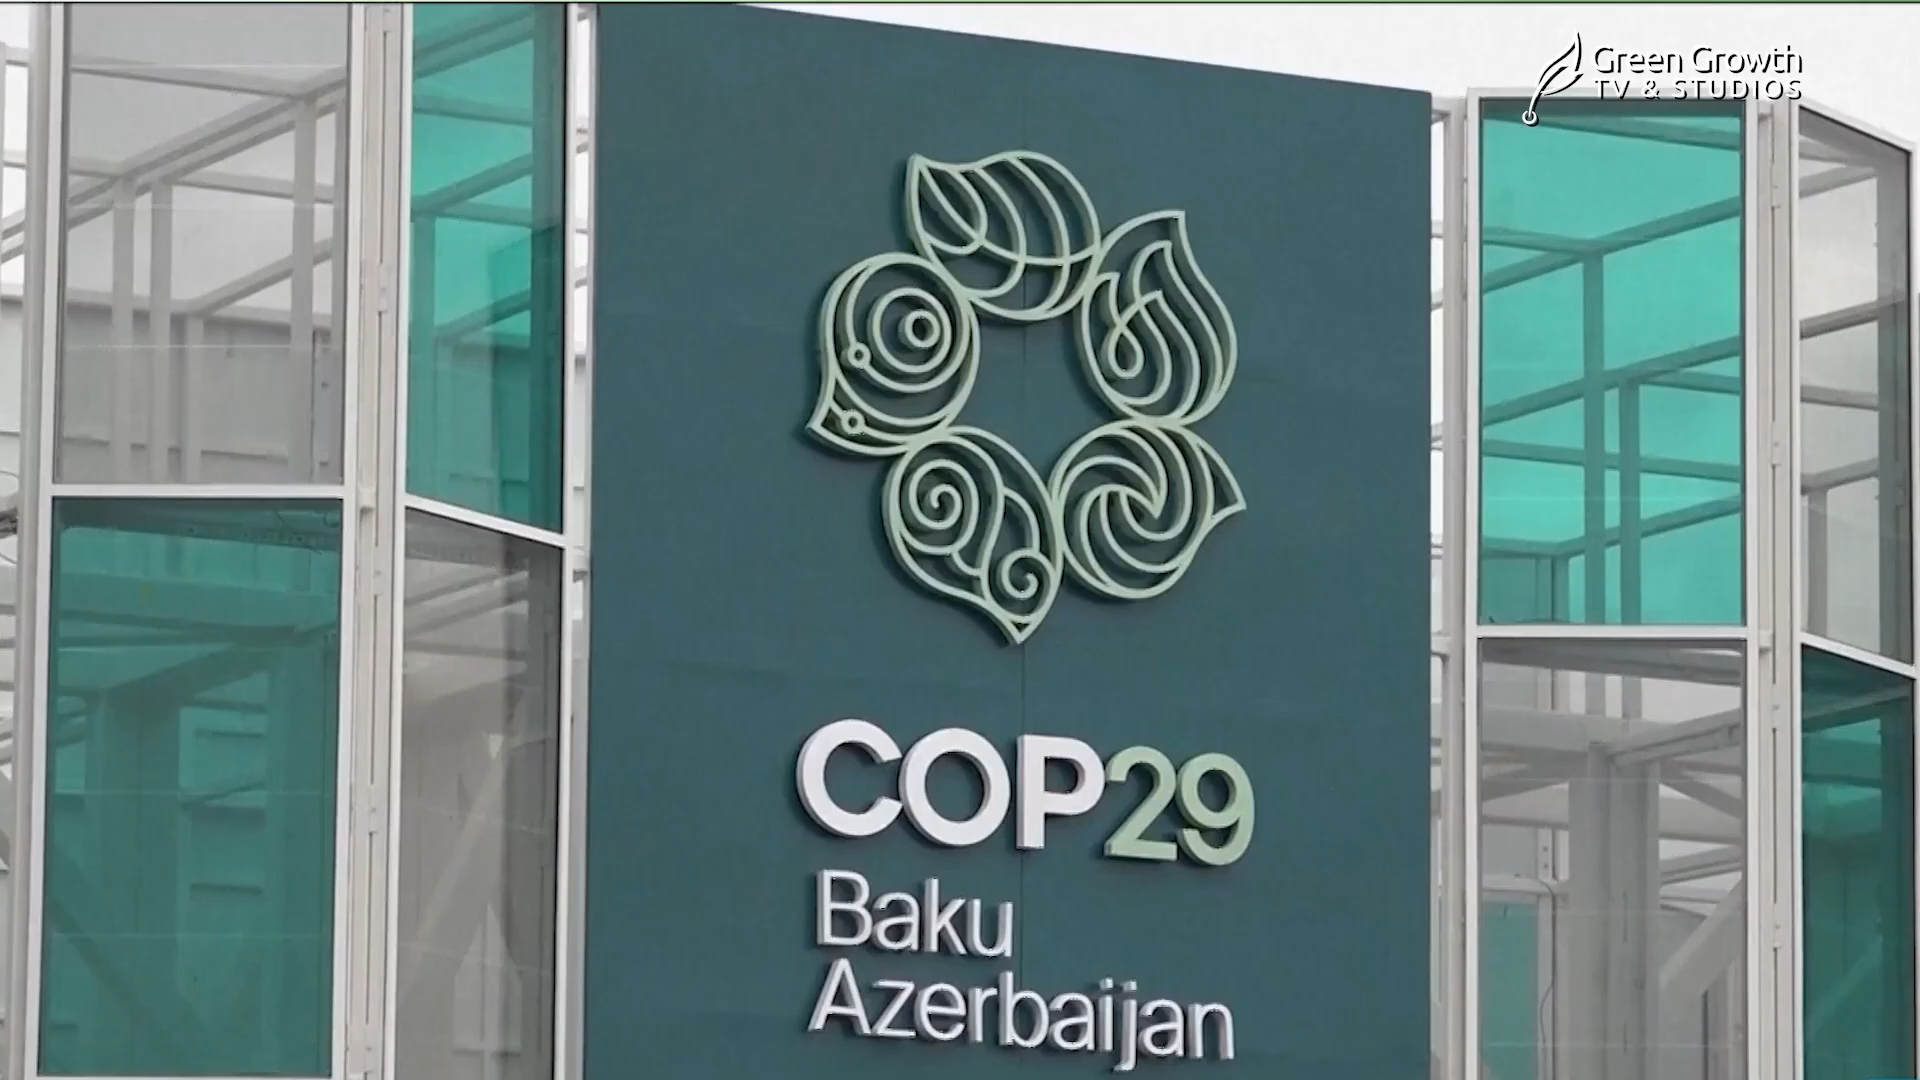 Green Growth
TV & STUDIOS
COP29
Baku
Azerbaijan